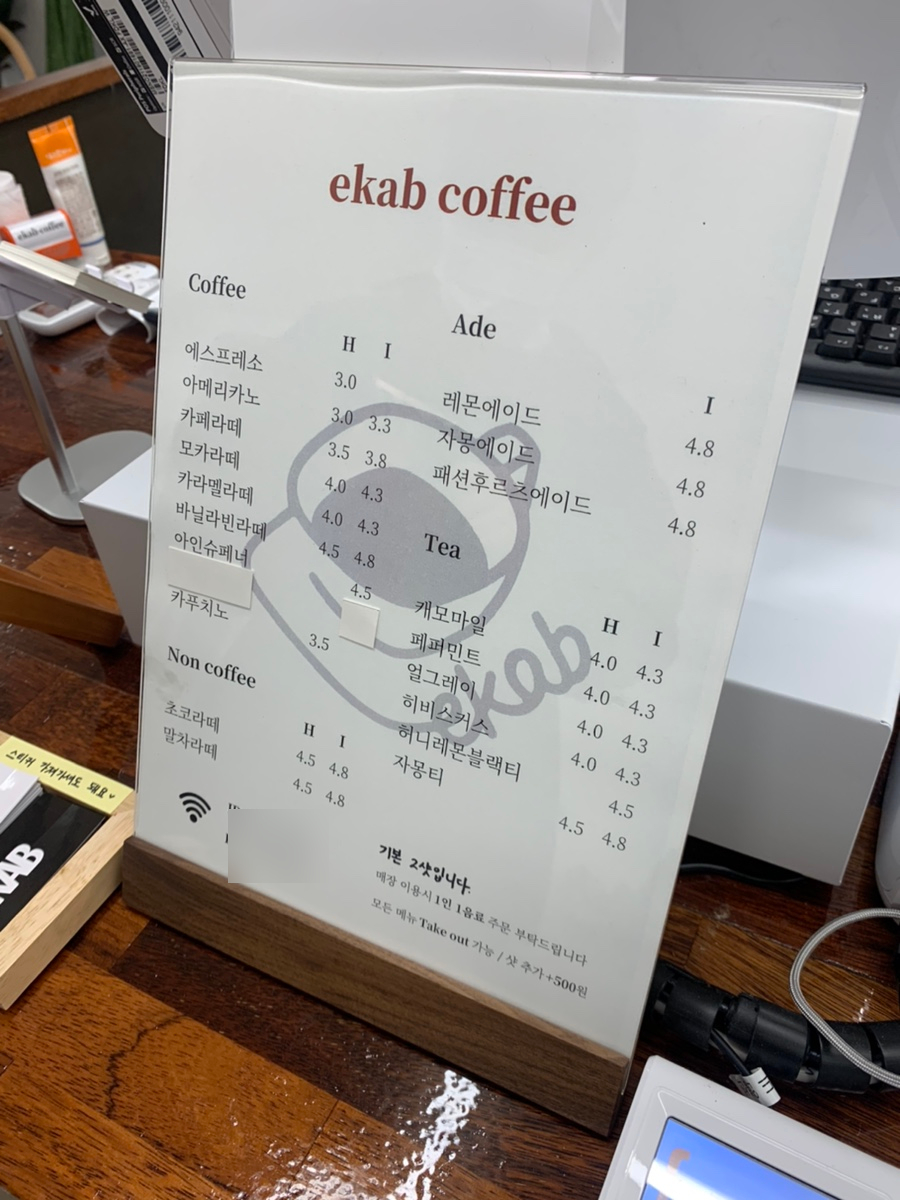 ekab coffee
Coffee
H I
에스프레소 3.0
아메리카노 3.0 3.3
카페라떼 3.5 3.8
모카라떼 4.0 4.3
카라멜라떼 4.0 4.3
바닐라빈라떼 4.5 4.8
아인슈페너 4.5
카푸치노 3.5
Non coffee
H I
초코라떼 4.5 4.8
말차라떼 4.5 4.8
Ade
I
레몬에이드 4.8
자몽에이드 4.8
패션후르츠에이드 4.8
Tea
H I
캐모마일 4.0 4.3
페퍼민트 4.0 4.3
얼그레이 4.0 4.3
히비스커스 4.0 4.3
허니레몬블랙티 4.5
자몽티 4.5 4.8
ekab
기본 2샷입니다.
매장 이용시 1인 1음료 주문 부탁드립니다
모든 메뉴 Take out 가능 / 샷 추가+500원
ekab coffee
스티커 가져가셔도 돼요